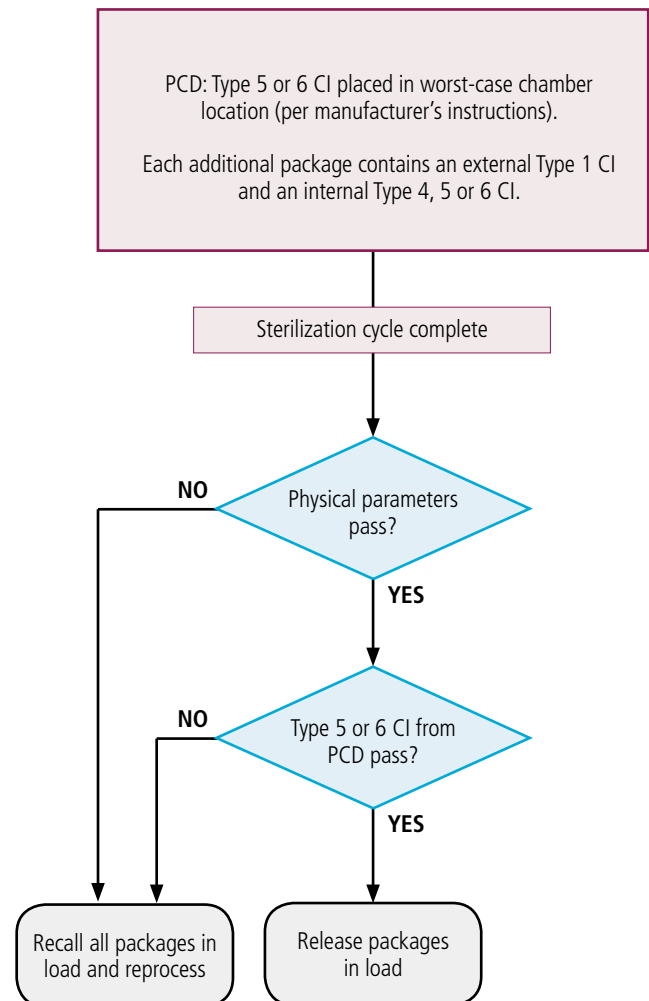 PCD: Type 5 or 6 CI placed in worst-case chamber
location (per manufacturer’s instructions).
Each additional package contains an external Type 1 CI
and an internal Type 4, 5 or 6 CI.
Sterilization cycle complete
NO
Physical parameters
pass?
YES
NO
Type 5 or 6 CI from
PCD pass?
YES
Recall all packages in
load and reprocess
Release packages
in load